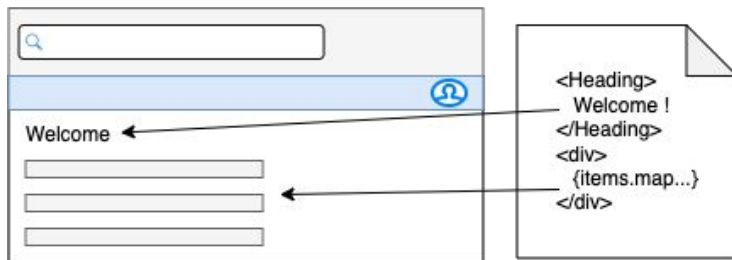 Welcome
<Heading>
Welcome !
</Heading>
<div>
{items.map...}
</div>